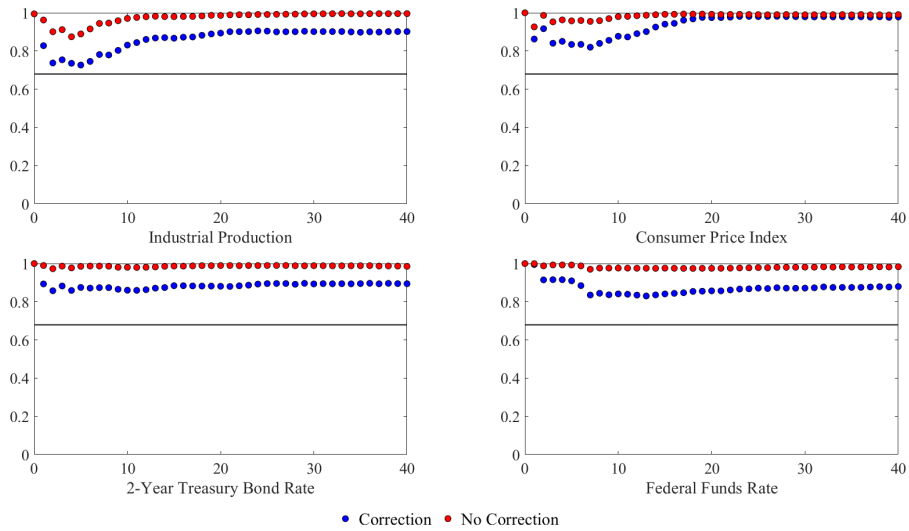 1
0.8
0.6
0.4
0.2
0
0 10 20 30 40
Industrial Production
1
0.8
0.6
0.4
0.2
0
0 10 20 30 40
Consumer Price Index
1
0.8
0.6
0.4
0.2
0
0 10 20 30 40
2-Year Treasury Bond Rate
1
0.8
0.6
0.4
0.2
0
0 10 20 30 40
Federal Funds Rate
Correction No Correction